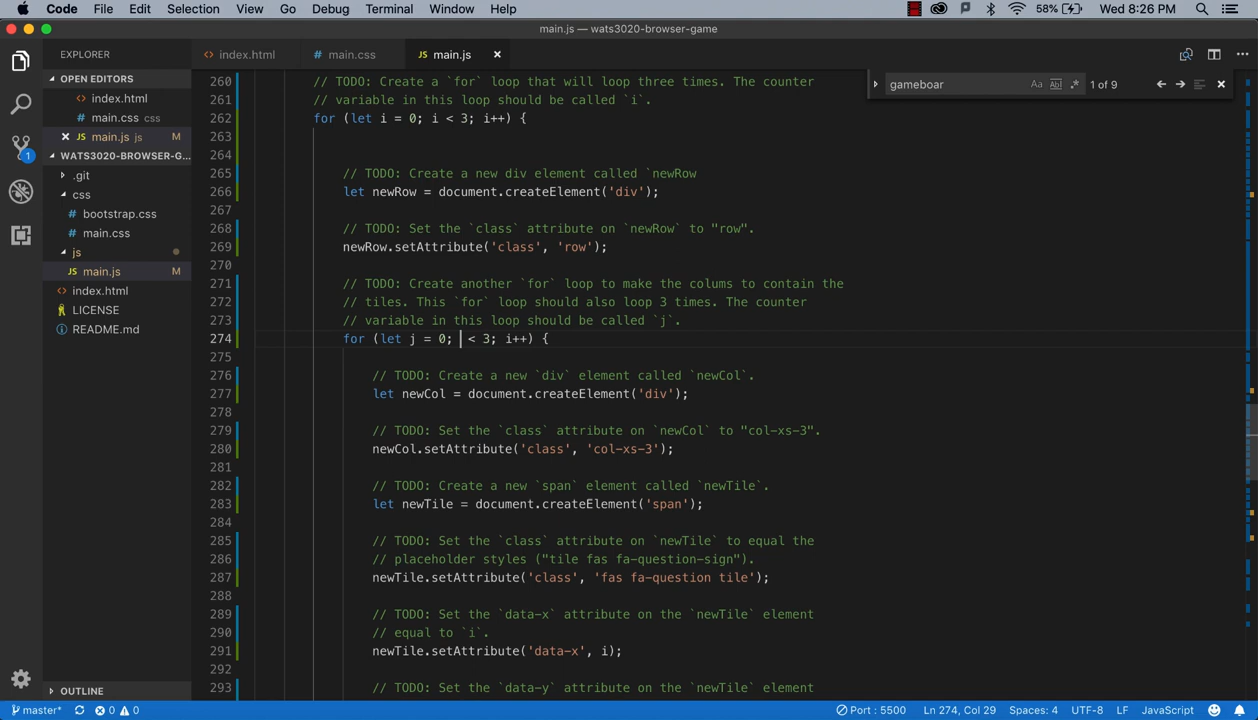 Code File Edit Selection View Go Debug Terminal Window Help 58% Wed 8:26 PM
main.js — wats3020-browser-game
EXPLORER index.html main.css JS main.js ×
OPEN EDITORS
index.html
main.css css
× JS main.js js M
WATS3020-BROWSER-G...
.git
css
# bootstrap.css
# main.css
js
JS main.js M
index.html
LICENSE
README.md
OUTLINE
gameboar Aa Abl .* 1 of 9
260 // TODO: Create a `for` loop that will loop three times. The counter
261 // variable in this loop should be called `i`.
262 for (let i = 0; i < 3; i++) {
263
264
265 // TODO: Create a new div element called `newRow
266 let newRow = document.createElement('div');
267
268 // TODO: Set the `class` attribute on `newRow` to "row".
269 newRow.setAttribute('class', 'row');
270
271 // TODO: Create another `for` loop to make the colums to contain the
272 // tiles. This `for` loop should also loop 3 times. The counter
273 // variable in this loop should be called `j`.
274 for (let j = 0; < 3; i++) {
275
276 // TODO: Create a new `div` element called `newCol`.
277 let newCol = document.createElement('div');
278
279 // TODO: Set the `class` attribute on `newCol` to "col-xs-3".
280 newCol.setAttribute('class', 'col-xs-3');
281
282 // TODO: Create a new `span` element called `newTile`.
283 let newTile = document.createElement('span');
284
285 // TODO: Set the `class` attribute on `newTile` to equal the
286 // placeholder styles ("tile fas fa-question-sign").
287 newTile.setAttribute('class', 'fas fa-question tile');
288
289 // TODO: Set the `data-x` attribute on the `newTile` element
290 // equal to `i`.
291 newTile.setAttribute('data-x', i);
292
293 // TODO: Set the `data-y` attribute on the `newTile` element
1
master* 0 0 Port : 5500 Ln 274, Col 29 Spaces: 4 UTF-8 LF JavaScript